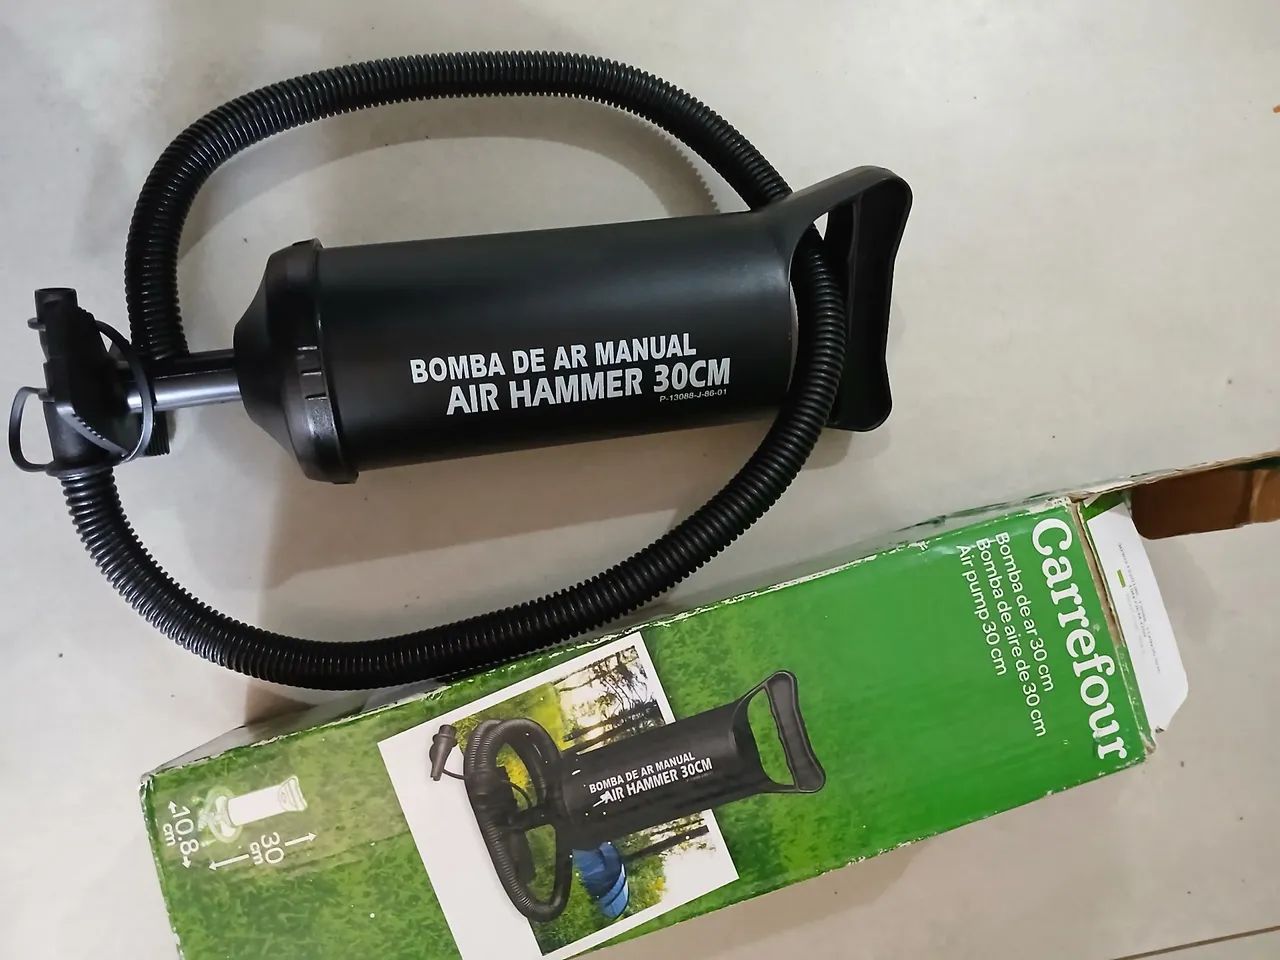 BOMBA DE AR MANUAL
AIR HAMMER 30CM
P-13088-J-86-01
Carrefour
Bomba de ar 30 cm
Bomba de aire de 30 cm
Air pump 30 cm
BOMBA DE AR MANUAL
AIR HAMMER 30CM
30
cm
10.8
cm